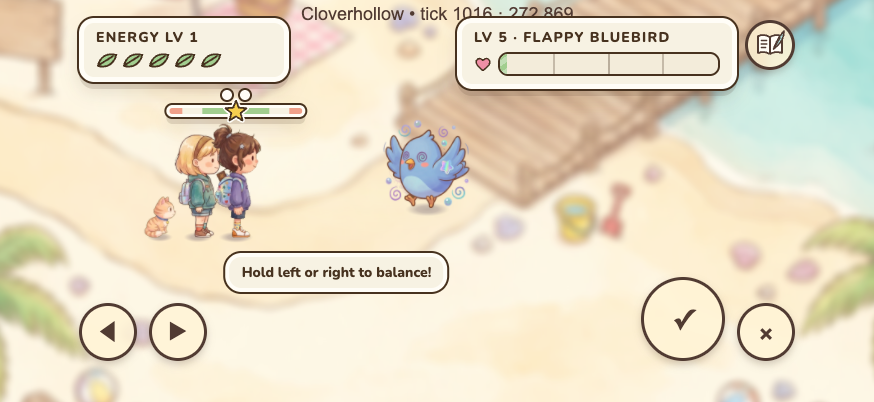 Cloverhollow • tick 1016 · 272,869
ENERGY LV 1
LV 5 · FLAPPY BLUEBIRD
Hold left or right to balance!